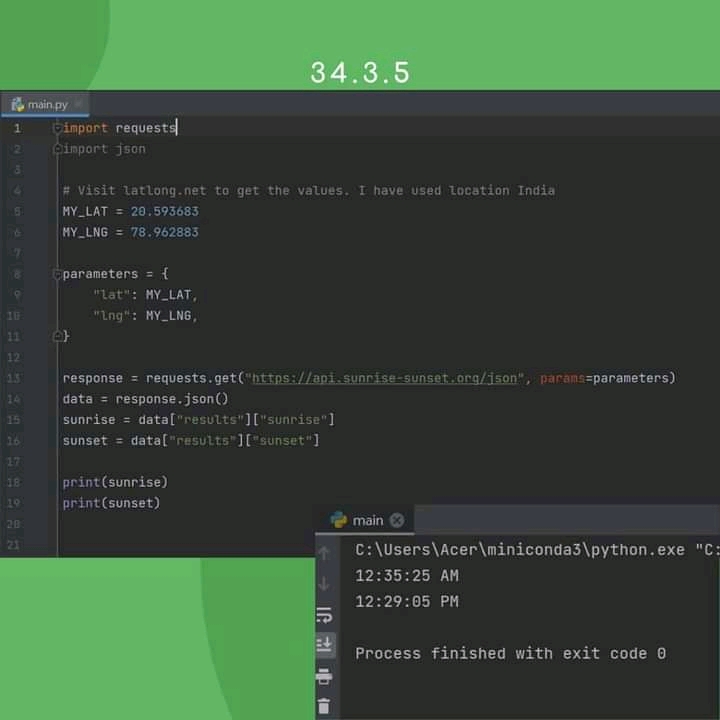 34.3.5
main.py
1 import requests
2 import json
3
4 # Visit latlong.net to get the values. I have used location India
5 MY_LAT = 20.593683
6 MY_LNG = 78.962883
7
8 parameters = {
9 "lat": MY_LAT,
10 "lng": MY_LNG,
11 }
12
13 response = requests.get("https://api.sunrise-sunset.org/json", params=parameters)
14 data = response.json()
15 sunrise = data["results"]["sunrise"]
16 sunset = data["results"]["sunset"]
17
18 print(sunrise)
19 print(sunset)
20
21
main
C:\Users\Acer\miniconda3\python.exe "C:
12:35:25 AM
12:29:05 PM
Process finished with exit code 0